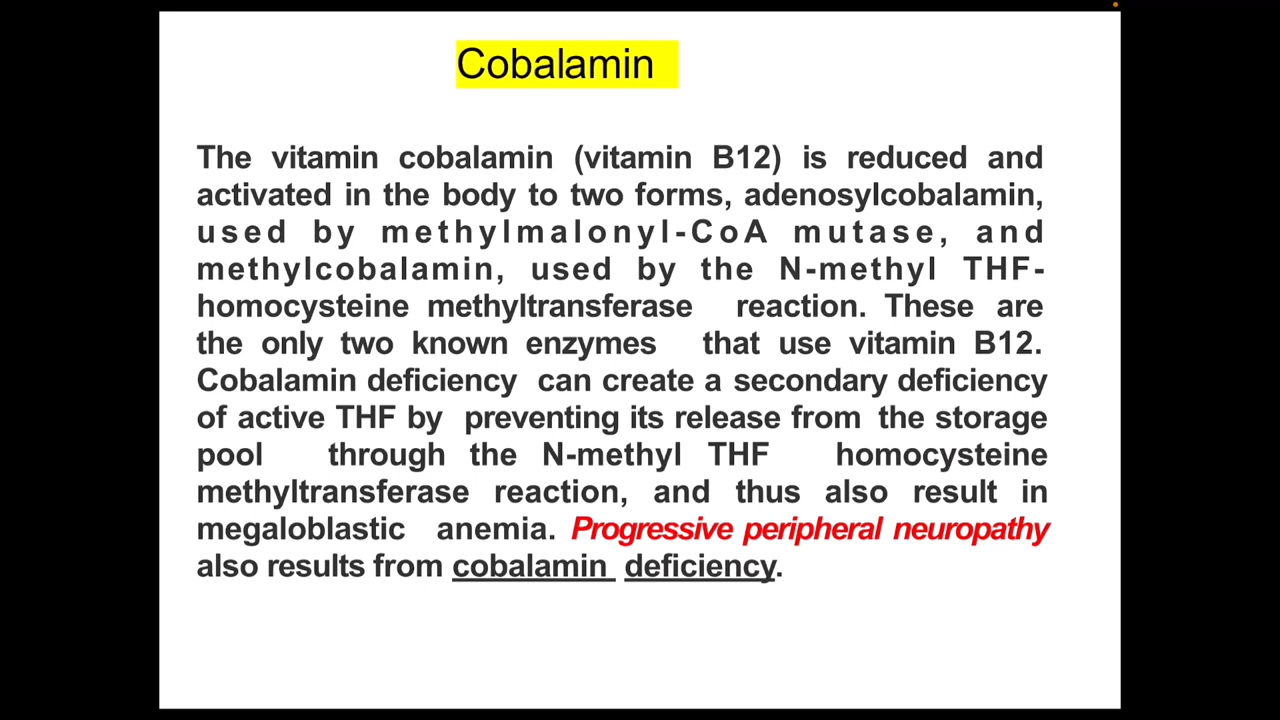 Cobalamin
The vitamin cobalamin (vitamin B12) is reduced and
activated in the body to two forms, adenosylcobalamin,
used by methylmalonyl-CoA mutase, and
methylcobalamin, used by the N-methyl THF-
homocysteine methyltransferase reaction. These are
the only two known enzymes that use vitamin B12.
Cobalamin deficiency can create a secondary deficiency
of active THF by preventing its release from the storage
pool through the N-methyl THF homocysteine
methyltransferase reaction, and thus also result in
megaloblastic anemia. Progressive peripheral neuropathy
also results from cobalamin deficiency.